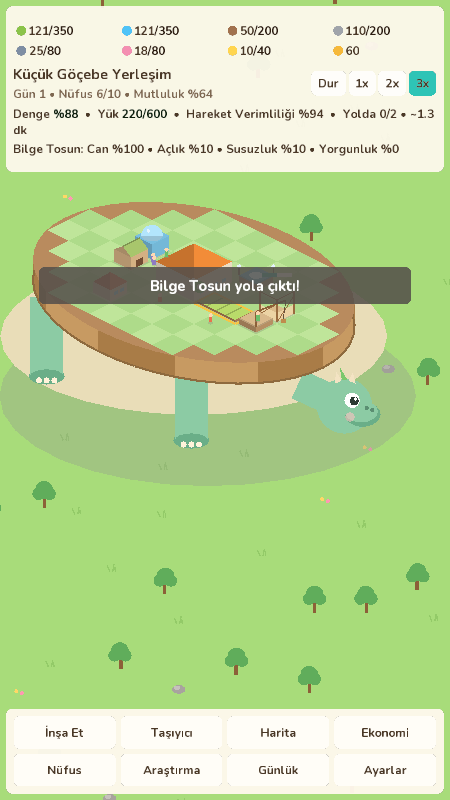 121/350 121/350 50/200 110/200
25/80 18/80 10/40 60
Küçük Göçebe Yerleşim
Dur 1x 2x 3x
Gün 1 • Nüfus 6/10 • Mutluluk %64
Denge %88 • Yük 220/600 • Hareket Verimliliği %94 • Yolda 0/2 • ~1.3
dk
Bilge Tosun: Can %100 • Açlık %10 • Susuzluk %10 • Yorgunluk %0
Bilge Tosun yola çıktı!
İnşa Et Taşıyıcı Harita Ekonomi
Nüfus Araştırma Günlük Ayarlar